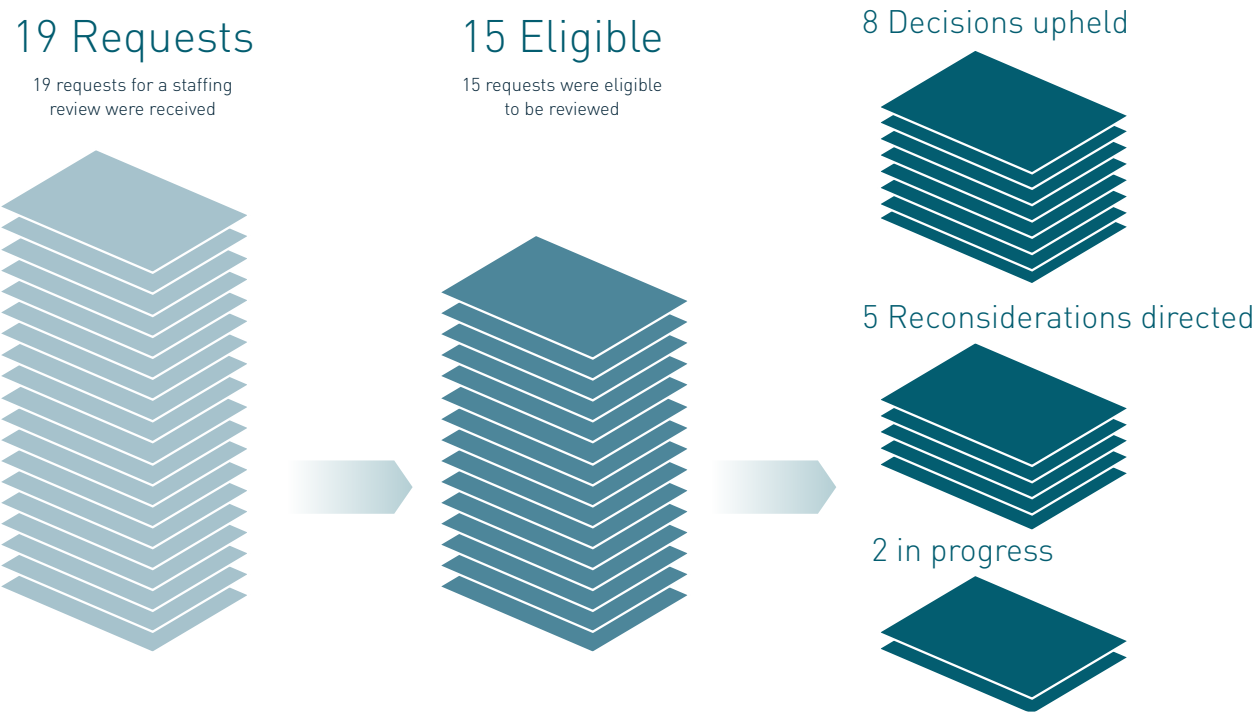 19 Requests
19 requests for a staffing
review were received
15 Eligible
15 requests were eligible
to be reviewed
8 Decisions upheld
5 Reconsiderations directed
2 in progress